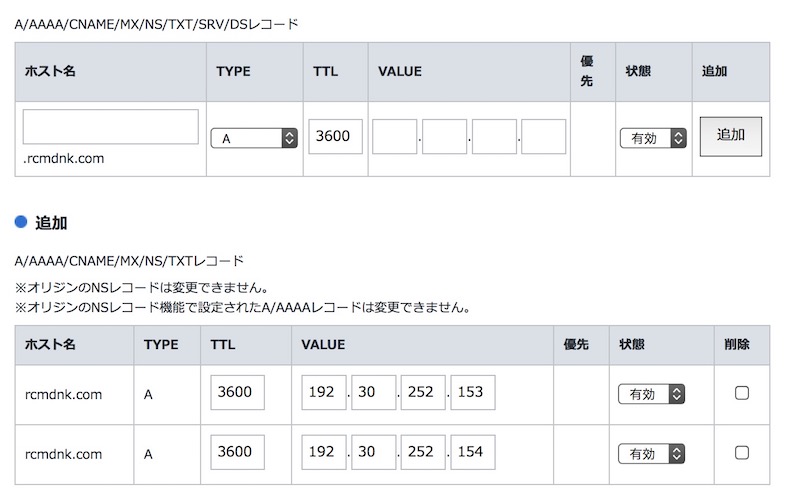 A/AAAA/CNAME/MX/NS/TXT/SRV/DSレコード
ホスト名 TYPE TTL VALUE 優先 状態 追加
.rcmdnk.com A 3600 . . . 有効 追加
追加
A/AAAA/CNAME/MX/NS/TXTレコード
※オリジンのNSレコードは変更できません。
※オリジンのNSレコード機能で設定されたA/AAAAレコードは変更できません。
ホスト名 TYPE TTL VALUE 優先 状態 削除
rcmdnk.com A 3600 192 . 30 . 252 . 153 有効
rcmdnk.com A 3600 192 . 30 . 252 . 154 有効